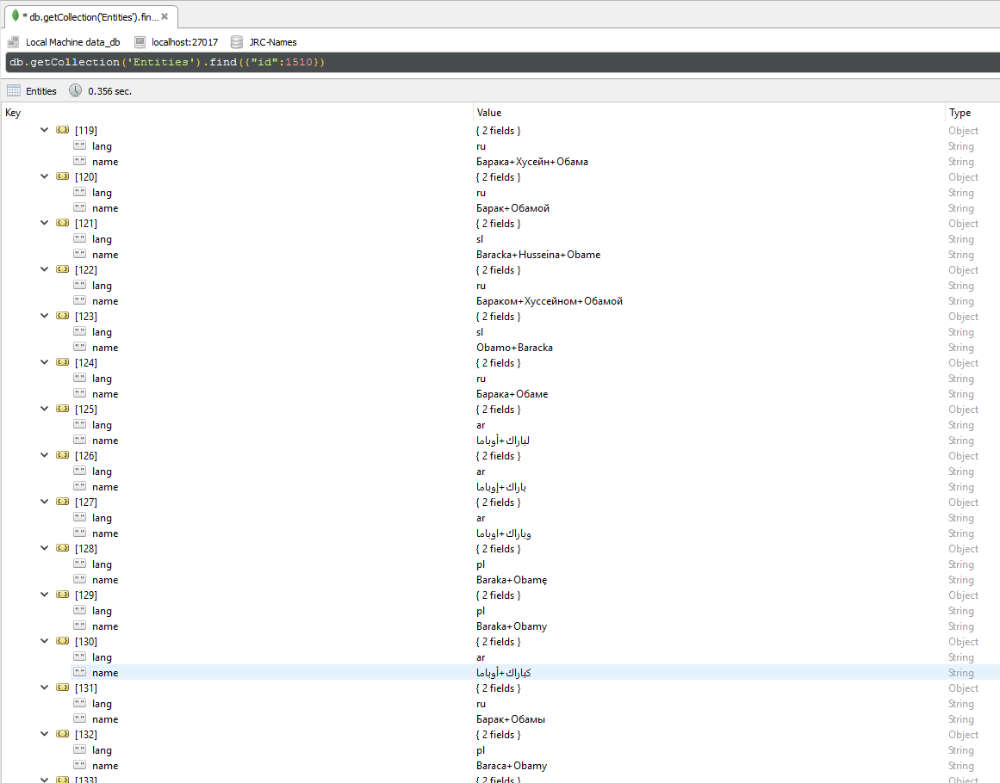 * db.getCollection('Entities').fin...
Local Machine data_db localhost:27017 JRC-Names
db.getCollection('Entities').find({"id":1510})
Entities 0.356 sec.
Key Value Type
[119] { 2 fields } Object
lang ru String
name Барака+Хусейн+Обама String
[120] { 2 fields } Object
lang ru String
name Барак+Обамой String
[121] { 2 fields } Object
lang sl String
name Baracka+Husseina+Obame String
[122] { 2 fields } Object
lang ru String
name Бараком+Хуссейном+Обамой String
[123] { 2 fields } Object
lang sl String
name Obamo+Baracka String
[124] { 2 fields } Object
lang ru String
name Барака+Обаме String
[125] { 2 fields } Object
lang ar String
name لباراك+أوباما String
[126] { 2 fields } Object
lang ar String
name باراك+إوباما String
[127] { 2 fields } Object
lang ar String
name وباراك+اوباما String
[128] { 2 fields } Object
lang pl String
name Baraka+Obamę String
[129] { 2 fields } Object
lang pl String
name Baraka+Obamy String
[130] { 2 fields } Object
lang ar String
name كباراك+أوباما String
[131] { 2 fields } Object
lang ru String
name Барак+Обамы String
[132] { 2 fields } Object
lang pl String
name Baraca+Obamy String
[133] { 2 fields } Object